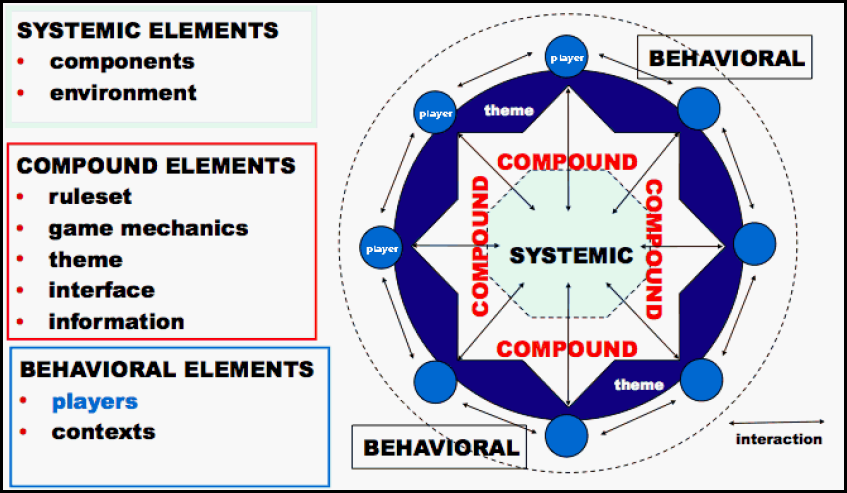 SYSTEMIC ELEMENTS
• components
• environment
COMPOUND ELEMENTS
• ruleset
• game mechanics
• theme
• interface
• information
BEHAVIORAL ELEMENTS
• players
• contexts
BEHAVIORAL
player
player
theme
COMPOUND
COMPOUND
COMPOUND
player
SYSTEMIC
COMPOUND
theme
BEHAVIORAL
interaction